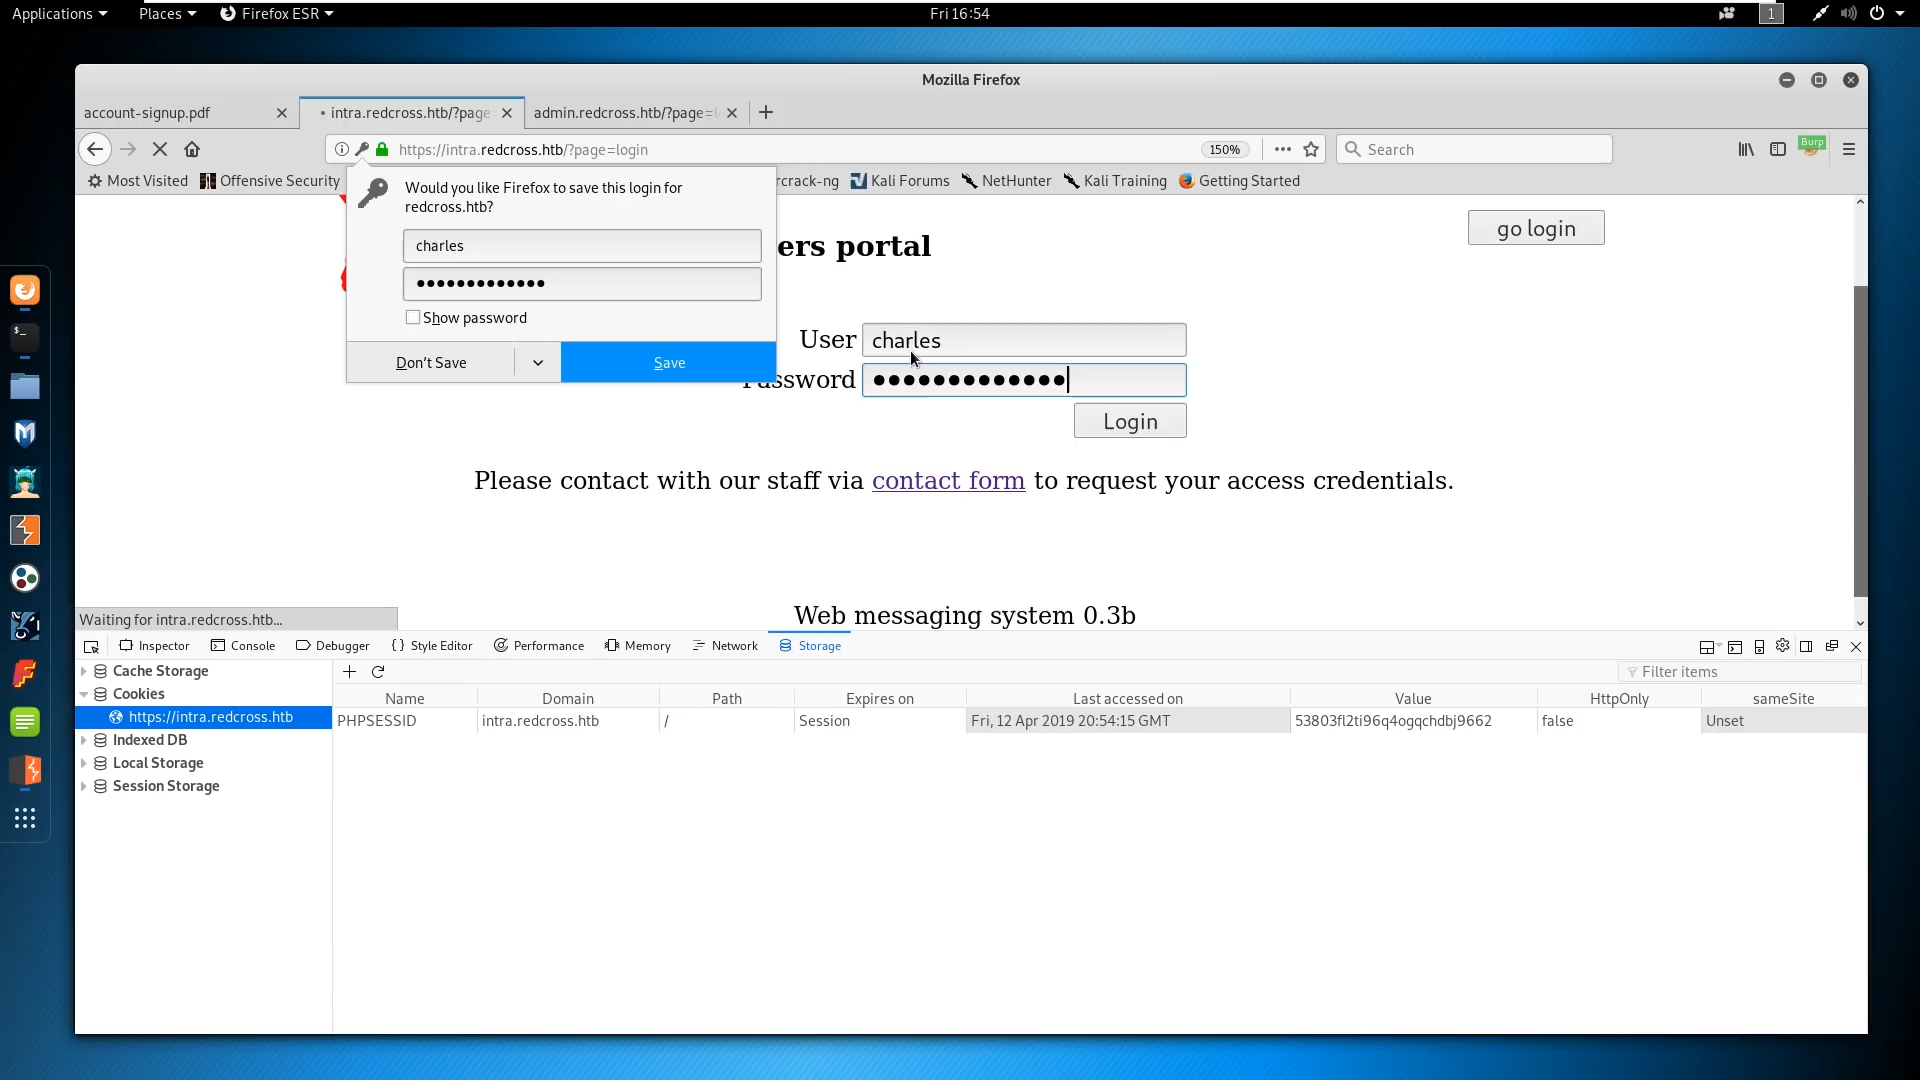 Applications Places Firefox ESR Fri 16:54 1
Mozilla Firefox
account-signup.pdf intra.redcross.htb/?page admin.redcross.htb/?page=
https://intra.redcross.htb/?page=login 150% Search Burp
Most Visited Offensive Security rcrack-ng Kali Forums NetHunter Kali Training Getting Started
Would you like Firefox to save this login for
redcross.htb?
charles
●●●●●●●●●●●●●
Show password
Don't Save Save
ers portal
go login
User charles
assword ●●●●●●●●●●●●●
Login
Please contact with our staff via contact form to request your access credentials.
Web messaging system 0.3b
Waiting for intra.redcross.htb...
Inspector Console Debugger {} Style Editor Performance Memory Network Storage
Cache Storage
Cookies
https://intra.redcross.htb
Indexed DB
Local Storage
Session Storage
Filter items
Name Domain Path Expires on Last accessed on Value HttpOnly sameSite
PHPSESSID intra.redcross.htb / Session Fri, 12 Apr 2019 20:54:15 GMT 53803fl2ti96q4ogqchdbj9662 false Unset